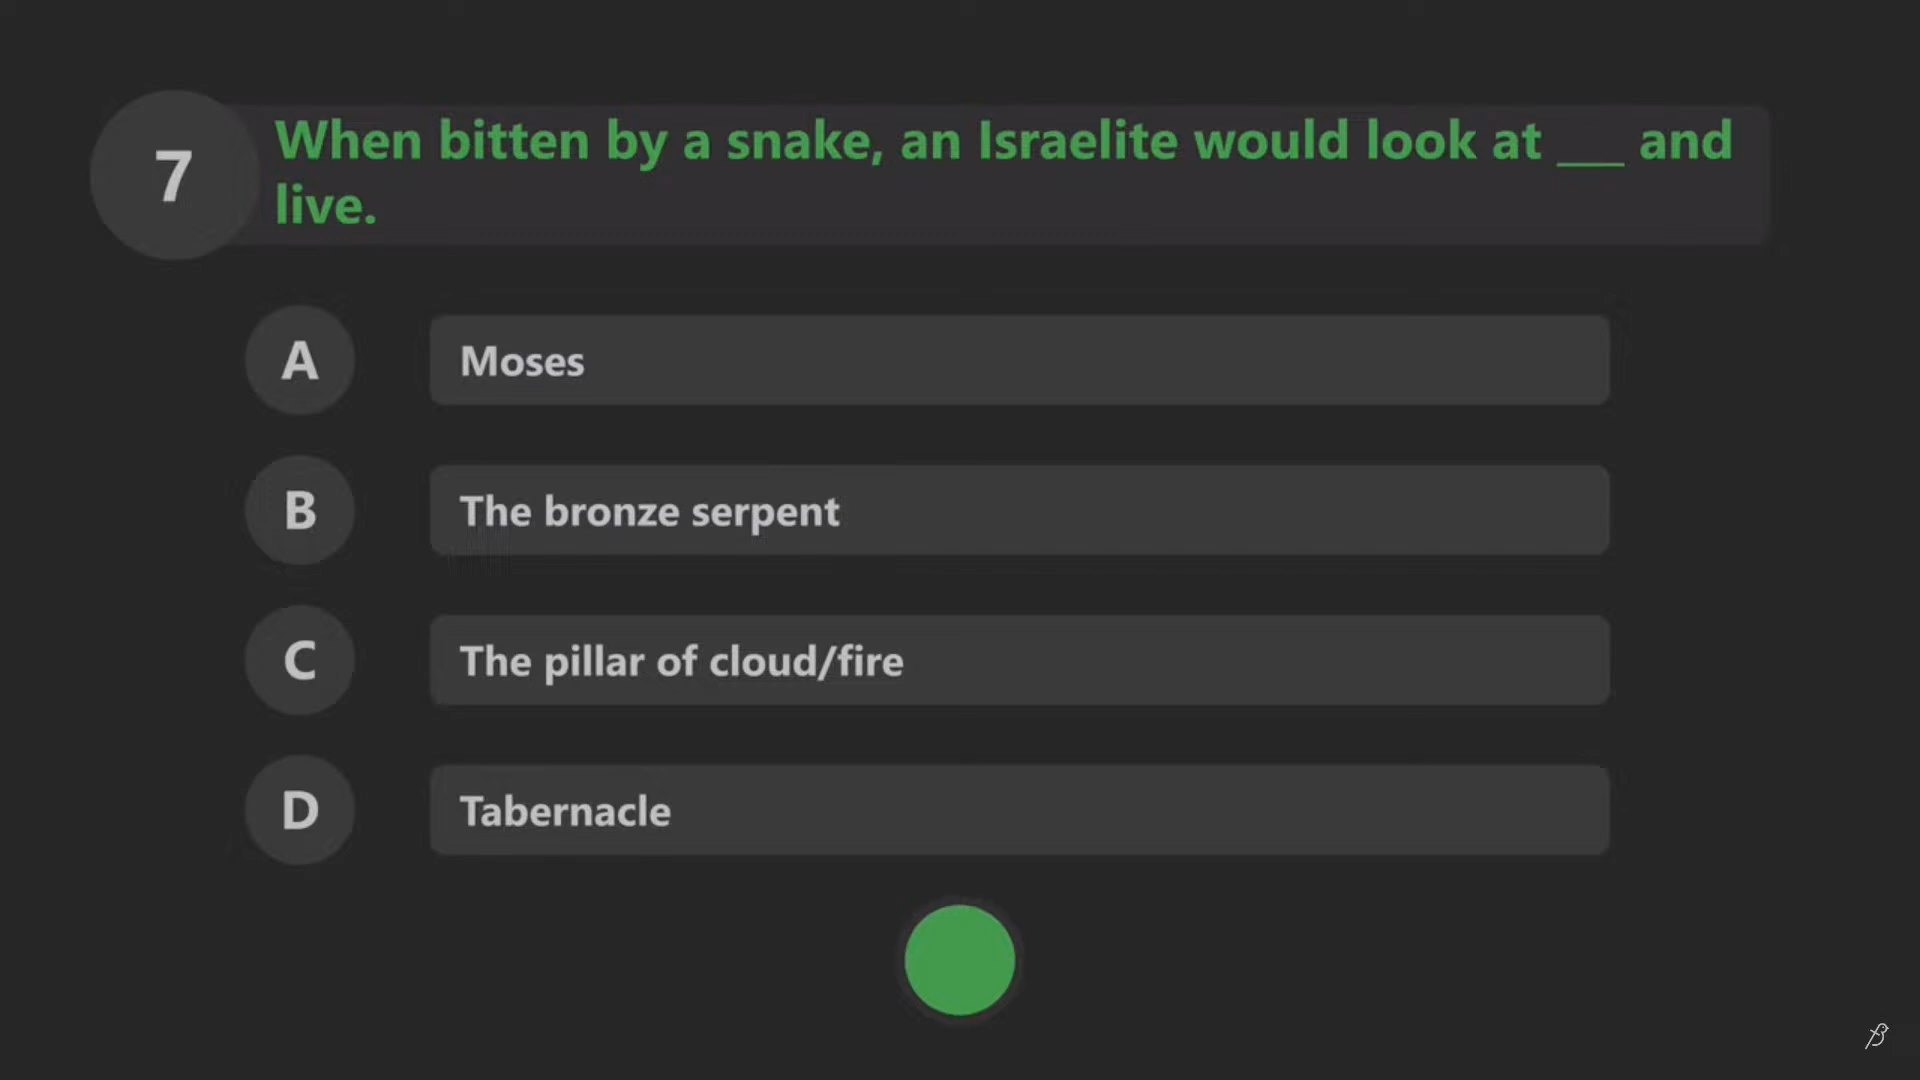 7
When bitten by a snake, an Israelite would look at ___ and
live.
A
Moses
B
The bronze serpent
C
The pillar of cloud/fire
D
Tabernacle